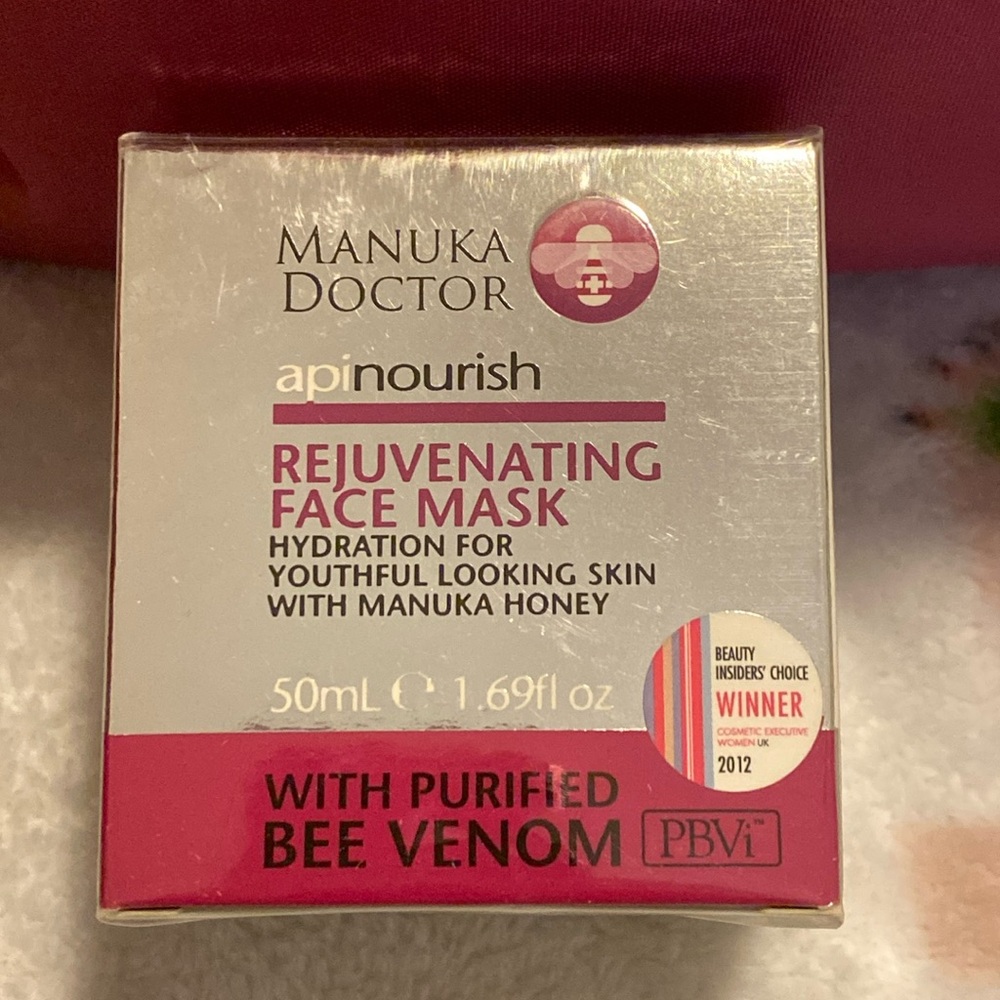 MANUKA
DOCTOR
apinourish
REJUVENATING
FACE MASK
HYDRATION FOR
YOUTHFUL LOOKING SKIN
WITH MANUKA HONEY
50mL ℮ 1.69fl oz
BEAUTY
INSIDERS' CHOICE
WINNER
COSMETIC EXECUTIVE
WOMEN UK
2012
WITH PURIFIED
BEE VENOM PBVi™